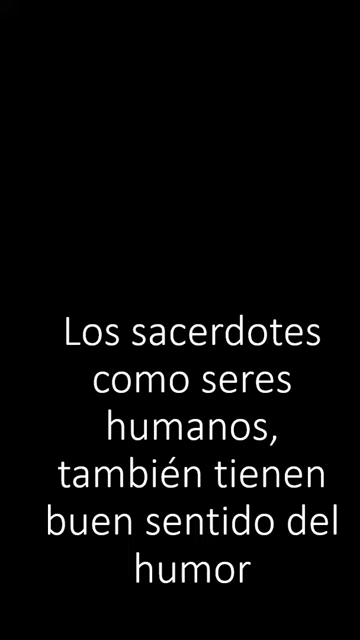 Los sacerdotes
como seres
humanos,
también tienen
buen sentido del
humor